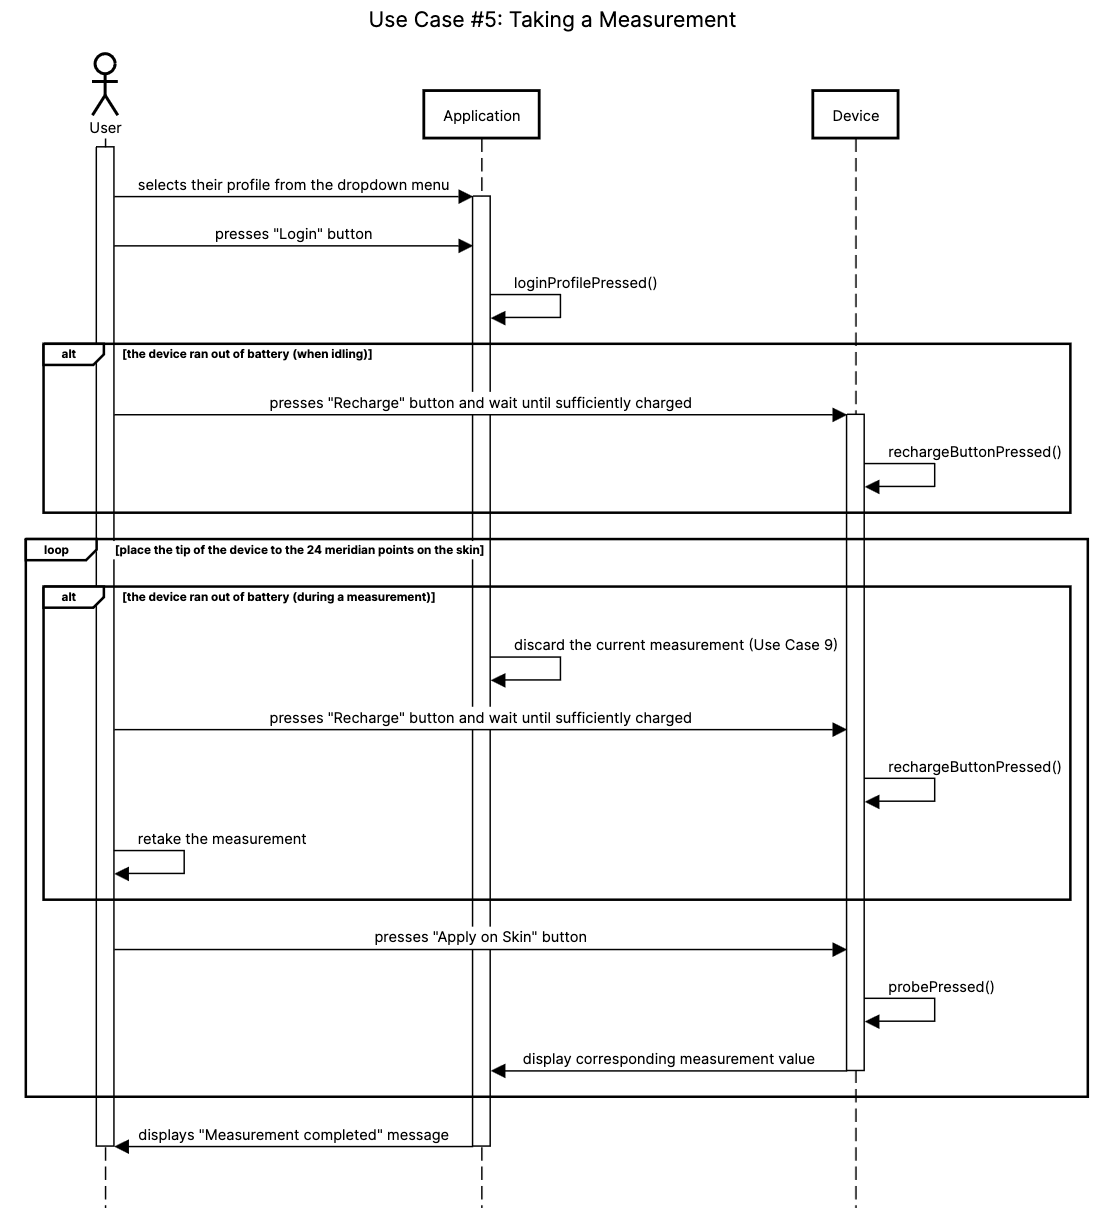 Use Case #5: Taking a Measurement
User
Application
Device
selects their profile from the dropdown menu
presses "Login" button
loginProfilePressed()
alt
[the device ran out of battery (when idling)]
presses "Recharge" button and wait until sufficiently charged
rechargeButtonPressed()
loop
[place the tip of the device to the 24 meridian points on the skin]
alt
[the device ran out of battery (during a measurement)]
discard the current measurement (Use Case 9)
presses "Recharge" button and wait until sufficiently charged
rechargeButtonPressed()
retake the measurement
presses "Apply on Skin" button
probePressed()
display corresponding measurement value
displays "Measurement completed" message